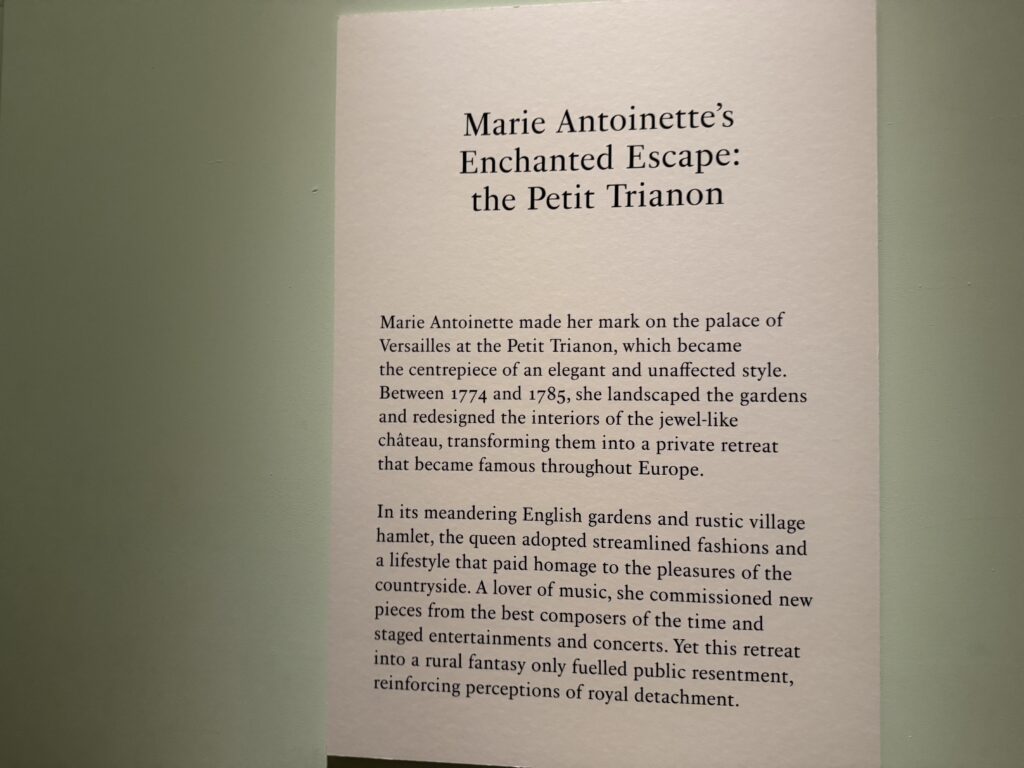 Marie Antoinette’s
Enchanted Escape:
the Petit Trianon
Marie Antoinette made her mark on the palace of
Versailles at the Petit Trianon, which became
the centrepiece of an elegant and unaffected style.
Between 1774 and 1785, she landscaped the gardens
and redesigned the interiors of the jewel-like
château, transforming them into a private retreat
that became famous throughout Europe.
In its meandering English gardens and rustic village
hamlet, the queen adopted streamlined fashions and
a lifestyle that paid homage to the pleasures of the
countryside. A lover of music, she commissioned new
pieces from the best composers of the time and
staged entertainments and concerts. Yet this retreat
into a rural fantasy only fuelled public resentment,
reinforcing perceptions of royal detachment.